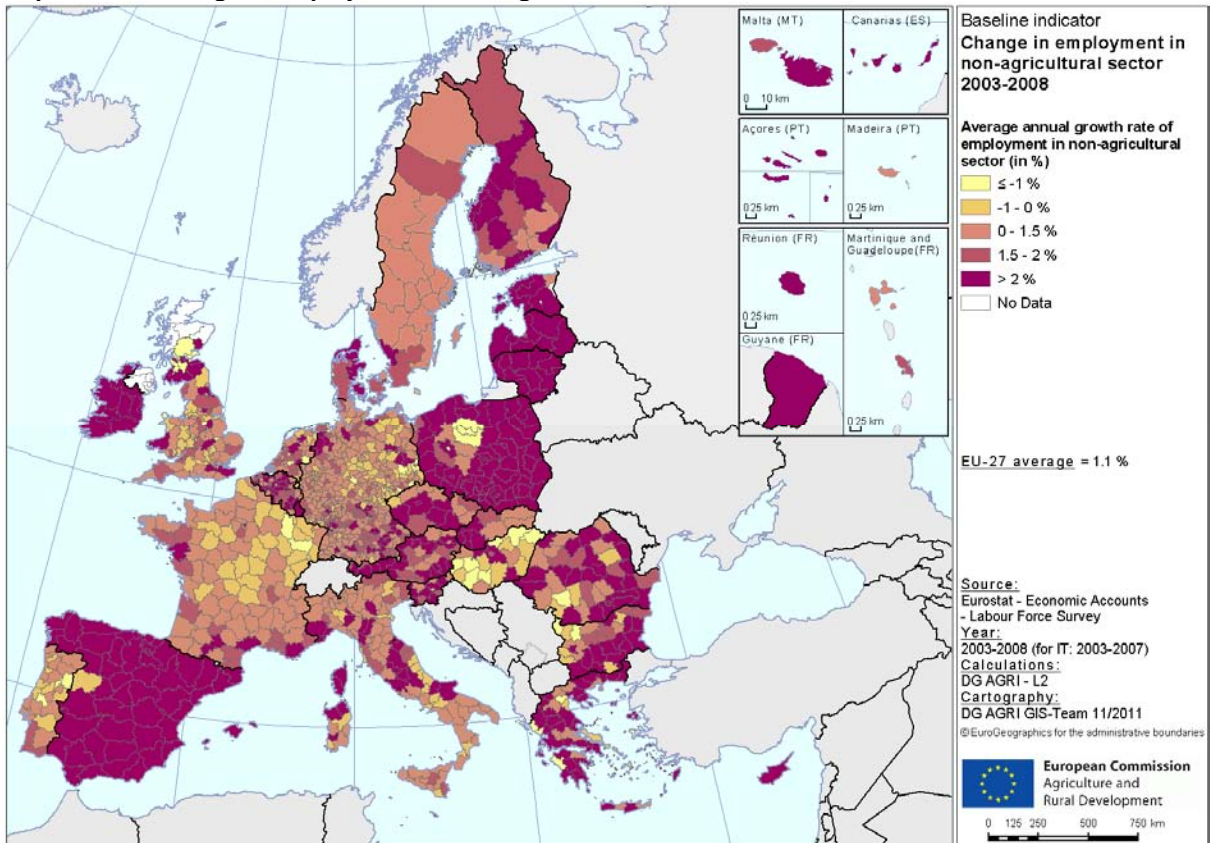 Malta (MT)
0 10 km
Canarias (ES)
Açores (PT)
0 25 km
0 25 km
Madeira (PT)
0 25 km
Réunion (FR)
0 25 km
Martinique and
Guadeloupe(FR)
0 25 km
Guyane (FR)
Baseline indicator
Change in employment in
non-agricultural sector
2003-2008
Average annual growth rate of
employment in non-agricultural
sector (in %)
≤ -1 %
-1 - 0 %
0 - 1.5 %
1.5 - 2 %
> 2 %
No Data
EU-27 average = 1.1 %
Source:
Eurostat - Economic Accounts
- Labour Force Survey
Year:
2003-2008 (for IT: 2003-2007)
Calculations:
DG AGRI - L2
Cartography:
DG AGRI GIS-Team 11/2011
©EuroGeographics for the administrative boundaries
European Commission
Agriculture and
Rural Development
0 125 250 500 750 km